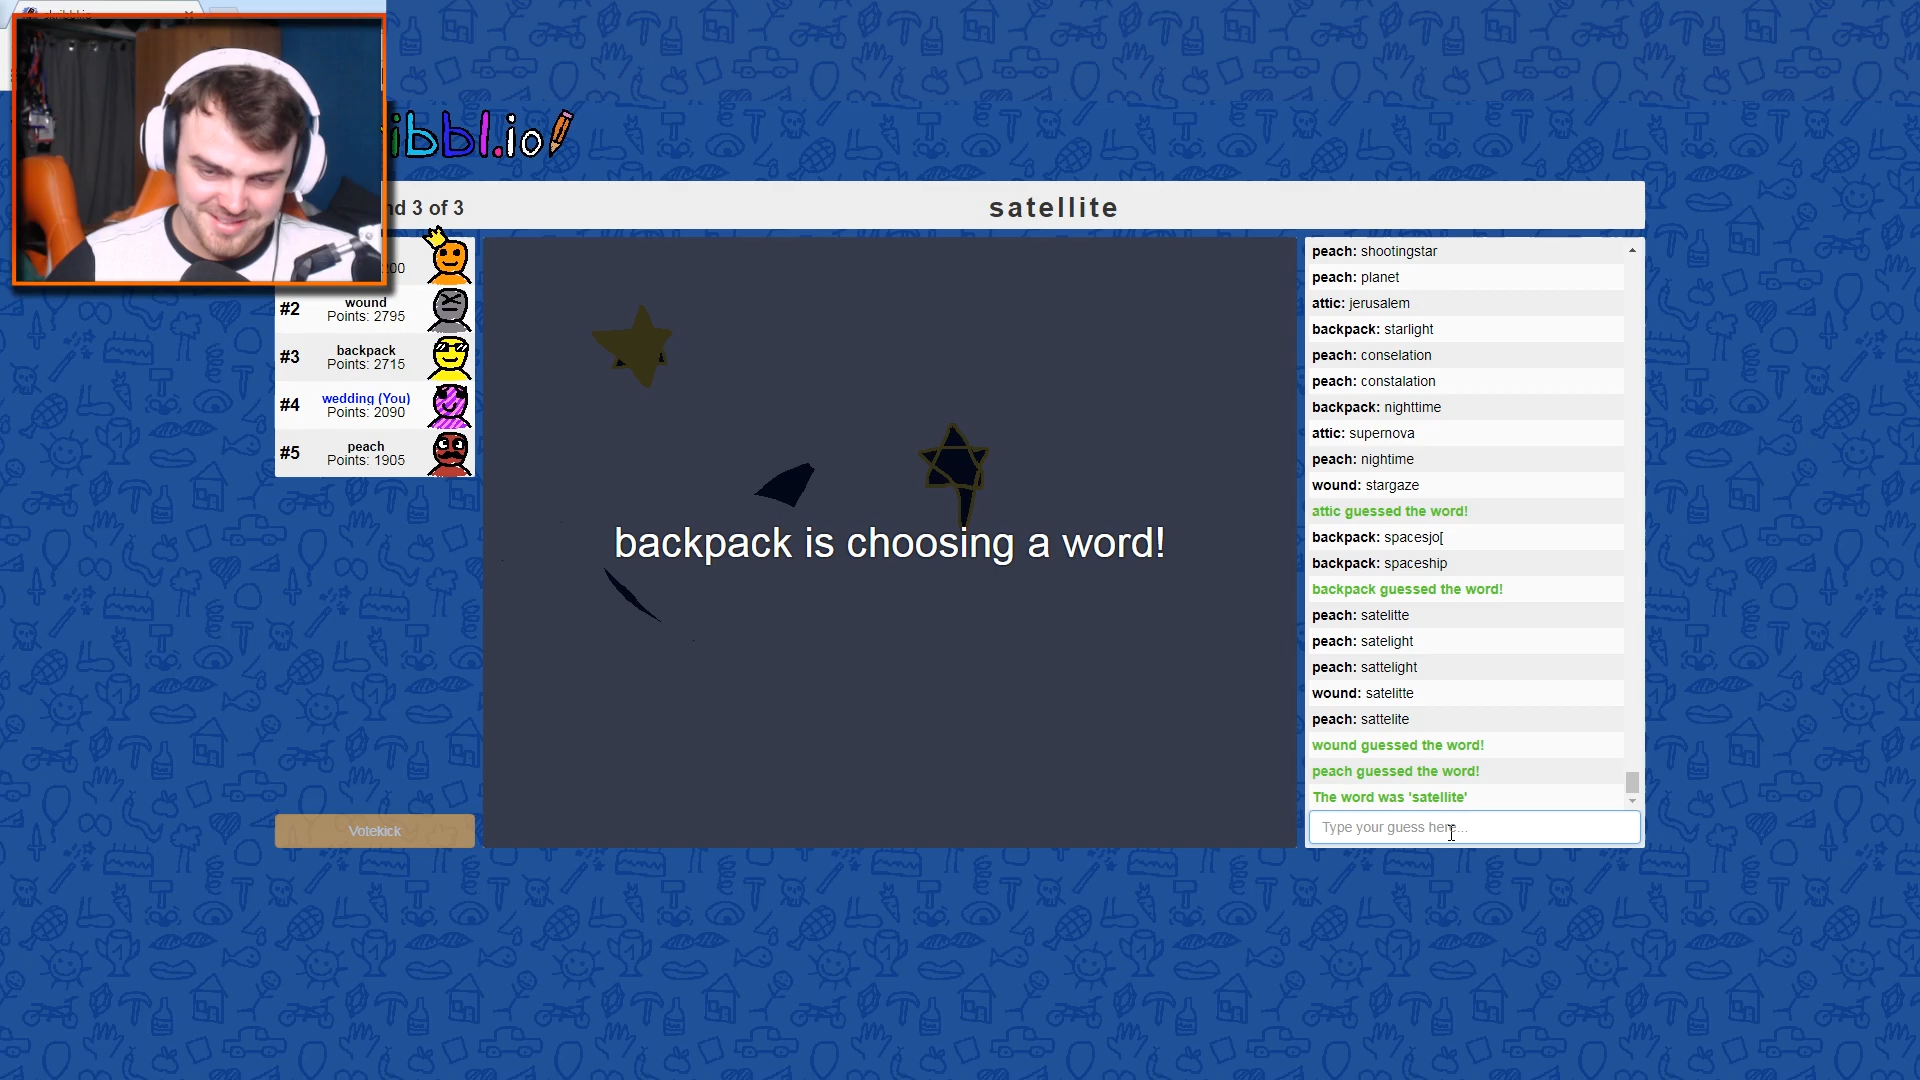 ibbl.io
nd 3 of 3
satellite
00
#2
wound
Points: 2795
#3
backpack
Points: 2715
#4
wedding (You)
Points: 2090
#5
peach
Points: 1905
Votekick
backpack is choosing a word!
peach: shootingstar
peach: planet
attic: jerusalem
backpack: starlight
peach: conselation
peach: constalation
backpack: nighttime
attic: supernova
peach: nightime
wound: stargaze
attic guessed the word!
backpack: spacesjo[
backpack: spaceship
backpack guessed the word!
peach: satelitte
peach: satelight
peach: sattelight
wound: satelitte
peach: sattelite
wound guessed the word!
peach guessed the word!
The word was 'satellite'
Type your guess here...